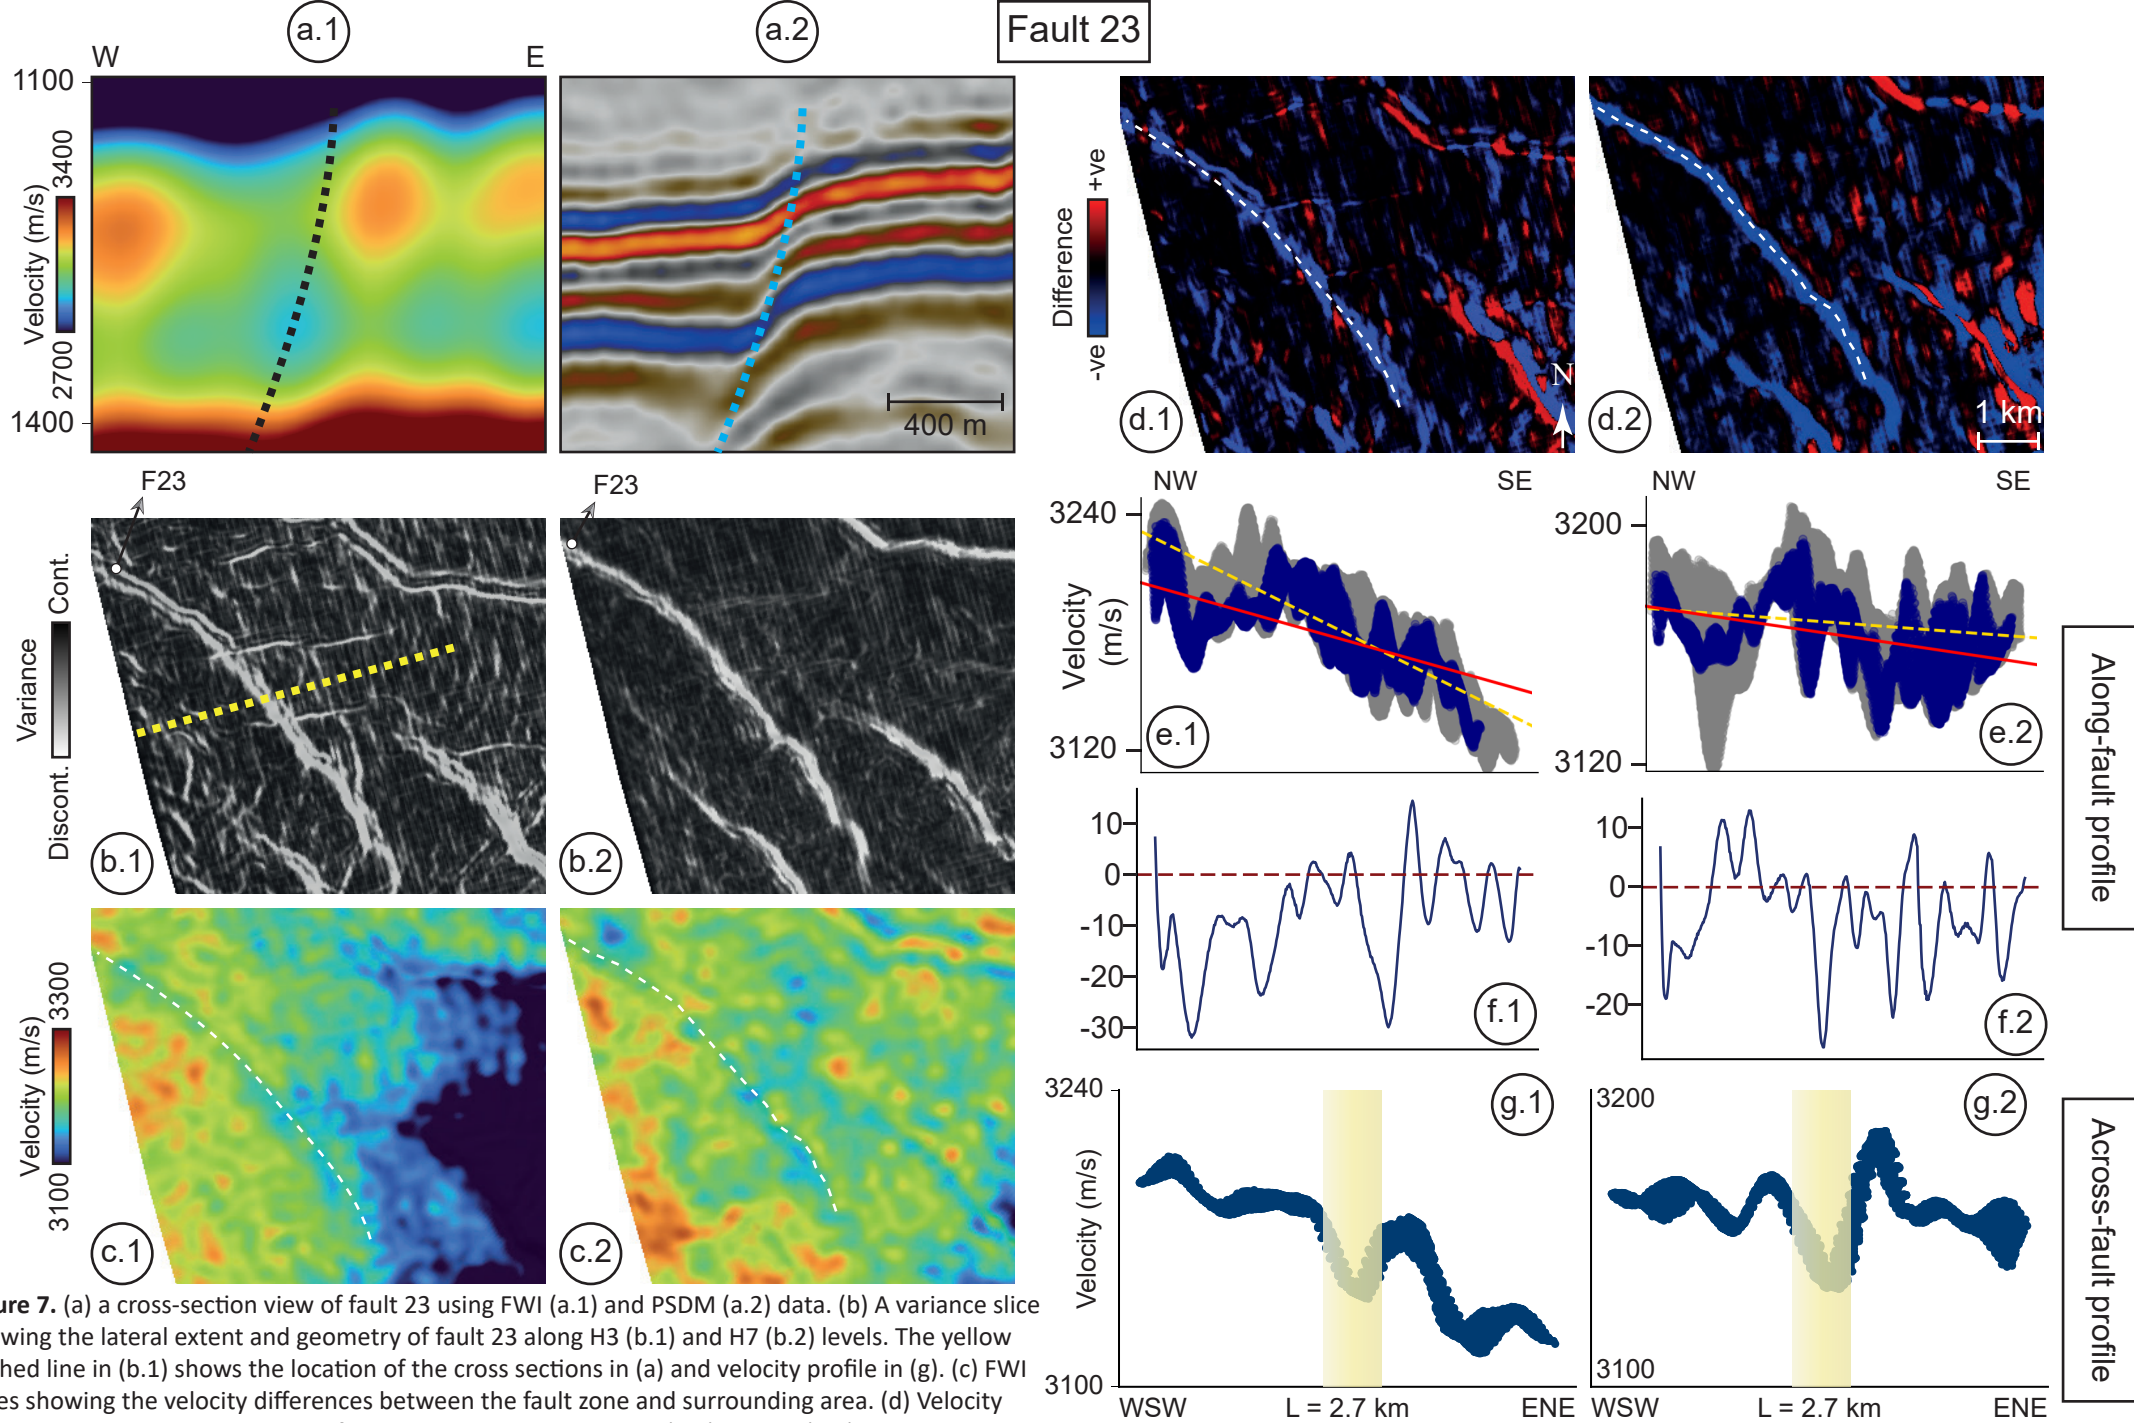 a.1
a.2
Fault 23
W
E
1100
1400
Velocity (m/s)
2700
3400
400 m
Difference
-ve
+ve
d.1
N
d.2
1 km
F23
F23
Variance
Discont.
Cont.
b.1
b.2
Velocity (m/s)
3100
3300
c.1
c.2
NW
SE
3240
3120
Velocity
(m/s)
e.1
NW
SE
3200
3120
e.2
Along-fault profile
10
0
-10
-20
-30
f.1
10
0
-10
-20
f.2
3240
3100
Velocity (m/s)
g.1
WSW
L = 2.7 km
ENE
3200
3100
g.2
WSW
L = 2.7 km
ENE
Across-fault profile
ure 7. (a) a cross-section view of fault 23 using FWI (a.1) and PSDM (a.2) data. (b) A variance slice
wing the lateral extent and geometry of fault 23 along H3 (b.1) and H7 (b.2) levels. The yellow
hed line in (b.1) shows the location of the cross sections in (a) and velocity profile in (g). (c) FWI
es showing the velocity differences between the fault zone and surrounding area. (d) Velocity